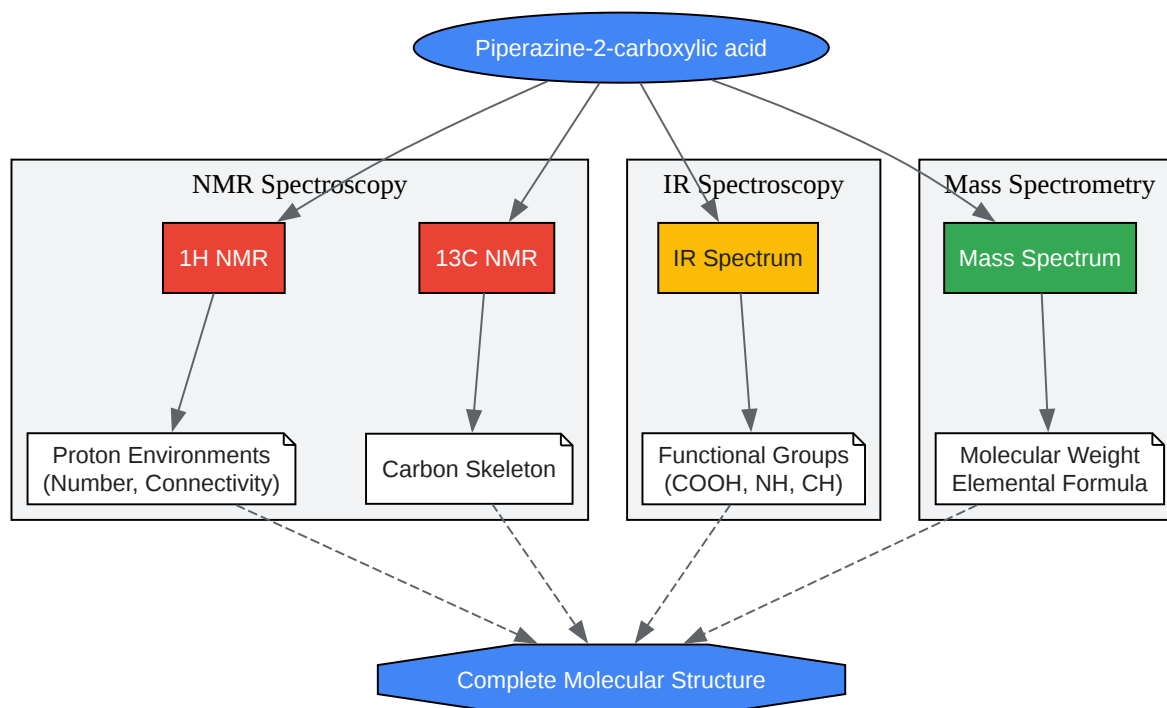 Piperazine-2-carboxylic acid
NMR Spectroscopy
IR Spectroscopy
Mass Spectrometry
1H NMR
13C NMR
IR Spectrum
Mass Spectrum
Proton Environments
(Number, Connectivity)
Carbon Skeleton
Functional Groups
(COOH, NH, CH)
Molecular Weight
Elemental Formula
Complete Molecular Structure